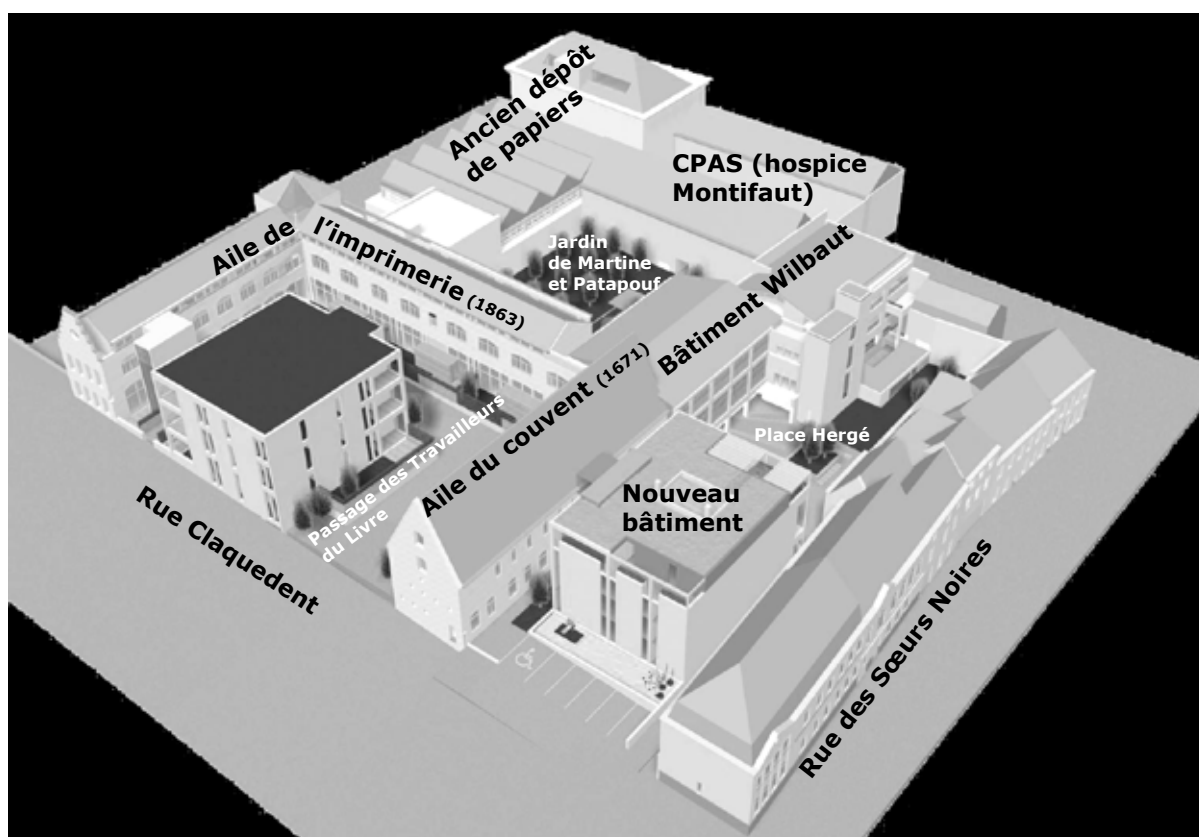 Ancien dépôt
de papiers
CPAS (hospice
Montifaut)
Aile de l’imprimerie (1863)
Jardin
de Martine
et Patapouf
Bâtiment Wilbaut
Aile du couvent (1671)
Place Hergé
Passage des Travailleurs
du Livre
Nouveau
bâtiment
Rue Claquedent
Rue des Sœurs Noires